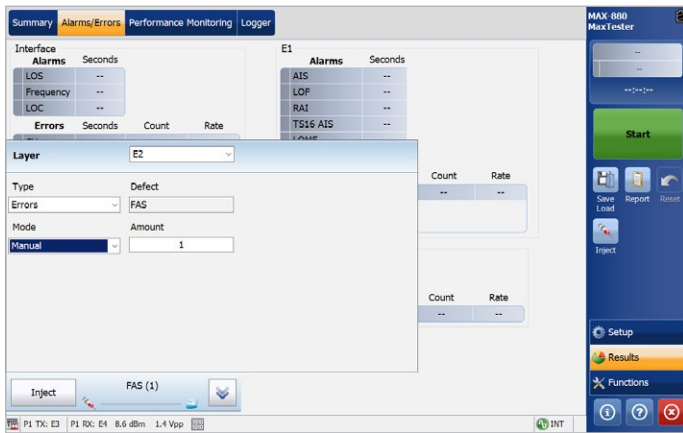 Summary Alarms/Errors Performance Monitoring Logger
Interface
Alarms Seconds
LOS --
Frequency --
LOC --
Errors Seconds Count Rate
E1
Alarms Seconds
AIS --
LOF --
RAI --
TS16 AIS --
Count Rate
-- --
Count Rate
-- --
Layer E2
Type Defect
Errors FAS
Mode Amount
Manual 1
Inject FAS (1)
P1 TX: E3 P1 RX: E4 8.6 dBm 1.4 Vpp INT
MAX-880
MaxTester
--
--
--:--:--
Start
Save Load Report Reset
Inject
Setup
Results
Functions